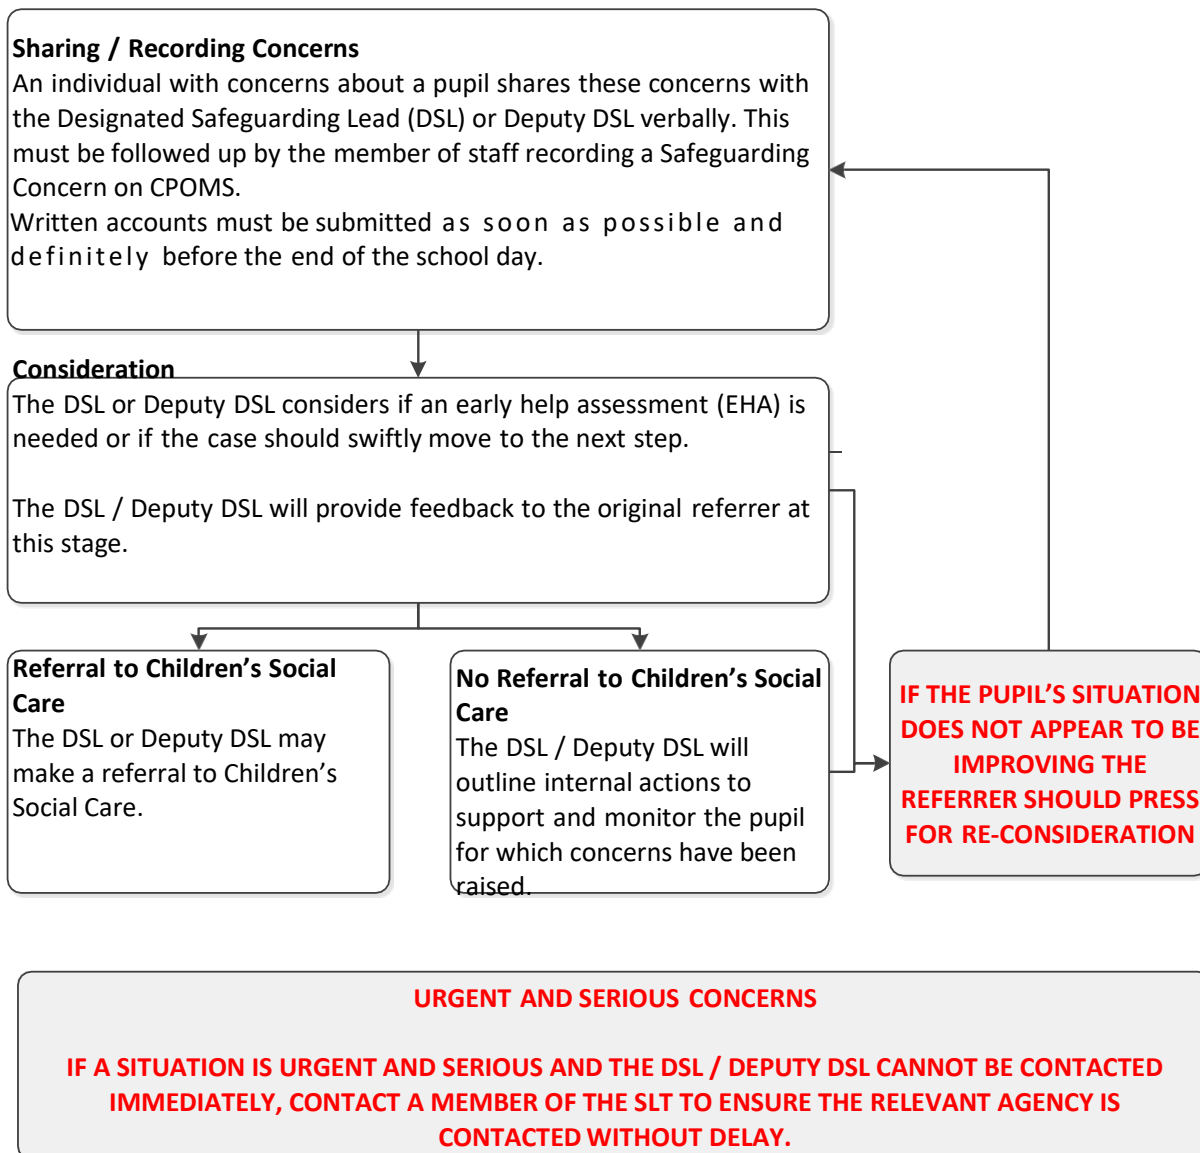 Sharing / Recording Concerns
An individual with concerns about a pupil shares these concerns with
the Designated Safeguarding Lead (DSL) or Deputy DSL verbally. This
must be followed up by the member of staff recording a Safeguarding
Concern on CPOMS.
Written accounts must be submitted as soon as possible and
definitely before the end of the school day.
Consideration
The DSL or Deputy DSL considers if an early help assessment (EHA) is
needed or if the case should swiftly move to the next step.
The DSL / Deputy DSL will provide feedback to the original referrer at
this stage.
Referral to Children’s Social
Care
The DSL or Deputy DSL may
make a referral to Children’s
Social Care.
No Referral to Children’s Social
Care
The DSL / Deputy DSL will
outline internal actions to
support and monitor the pupil
for which concerns have been
raised.
IF THE PUPIL’S SITUATION
DOES NOT APPEAR TO BE
IMPROVING THE
REFERRER SHOULD PRESS
FOR RE-CONSIDERATION
URGENT AND SERIOUS CONCERNS
IF A SITUATION IS URGENT AND SERIOUS AND THE DSL / DEPUTY DSL CANNOT BE CONTACTED
IMMEDIATELY, CONTACT A MEMBER OF THE SLT TO ENSURE THE RELEVANT AGENCY IS
CONTACTED WITHOUT DELAY.